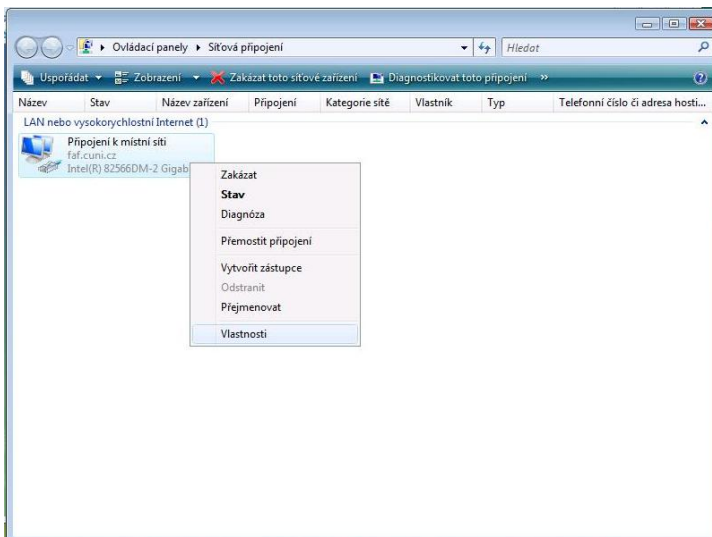 Ovládací panely ▸ Síťová připojení
Hledat
Uspořádat Zobrazení Zakázat toto síťové zařízení Diagnostikovat toto připojení »
Název Stav Název zařízení Připojení Kategorie sítě Vlastník Typ Telefonní číslo či adresa hosti...
LAN nebo vysokorychlostní Internet (1)
Připojení k místní síti
faf.cuni.cz
Intel(R) 82566DM-2 Gigab
Zakázat
Stav
Diagnóza
Přemostit připojení
Vytvořit zástupce
Odstranit
Přejmenovat
Vlastnosti